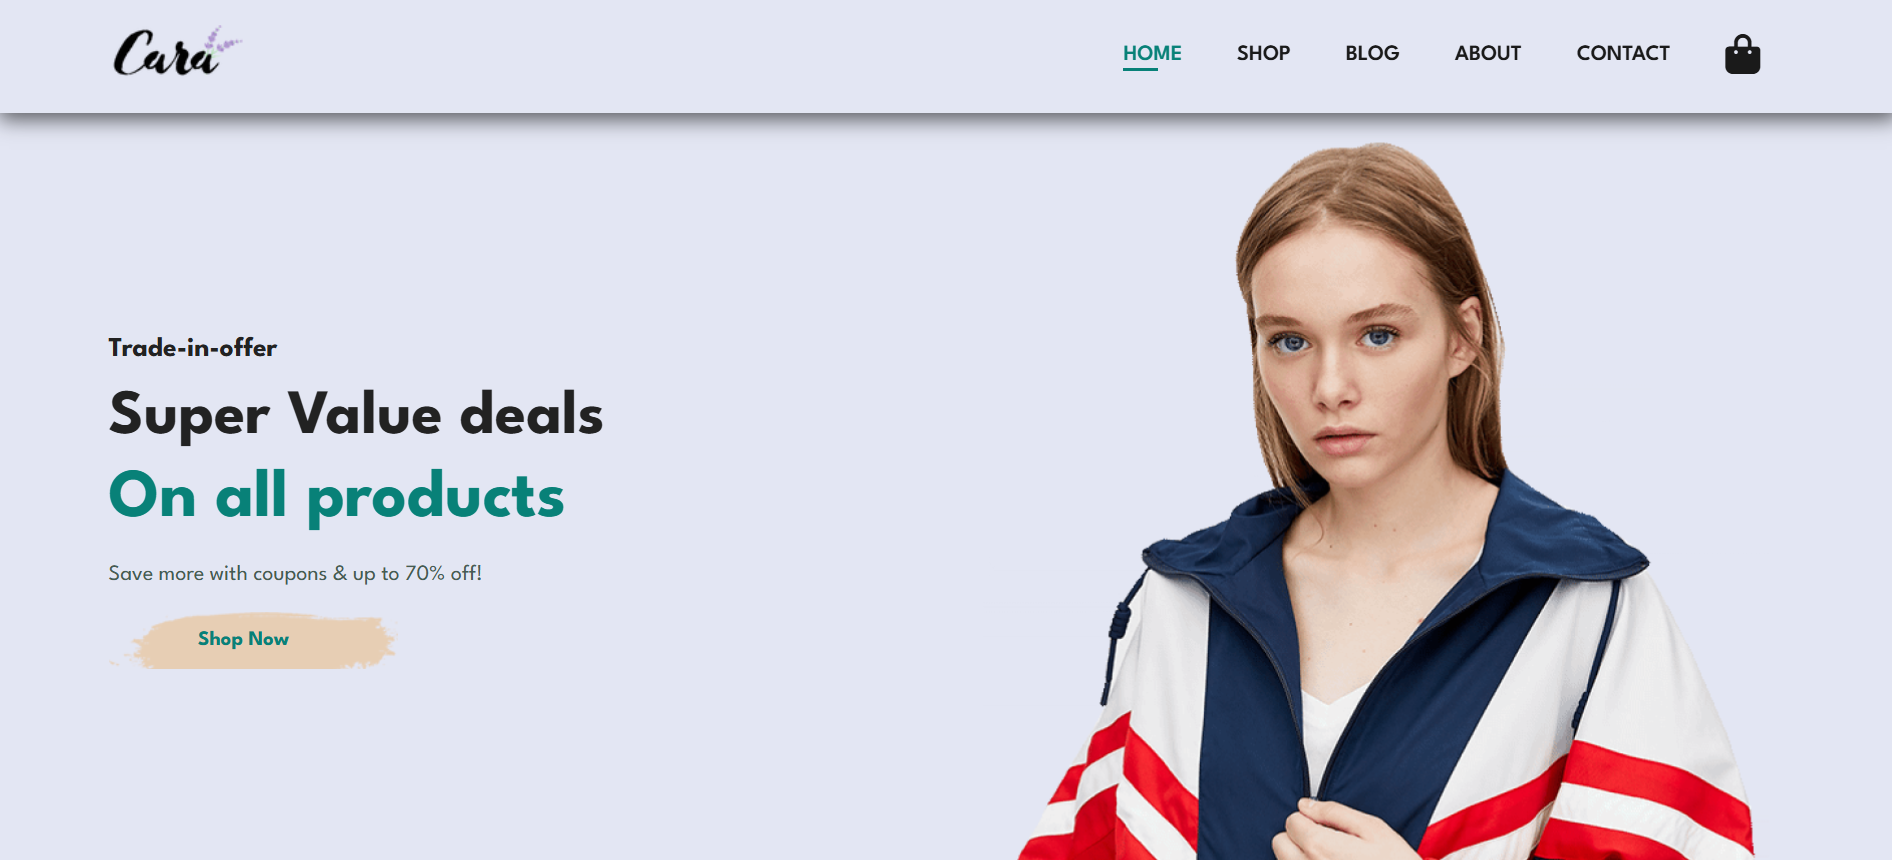 Cara
HOME SHOP BLOG ABOUT CONTACT
Trade-in-offer
Super Value deals
On all products
Save more with coupons & up to 70% off!
Shop Now